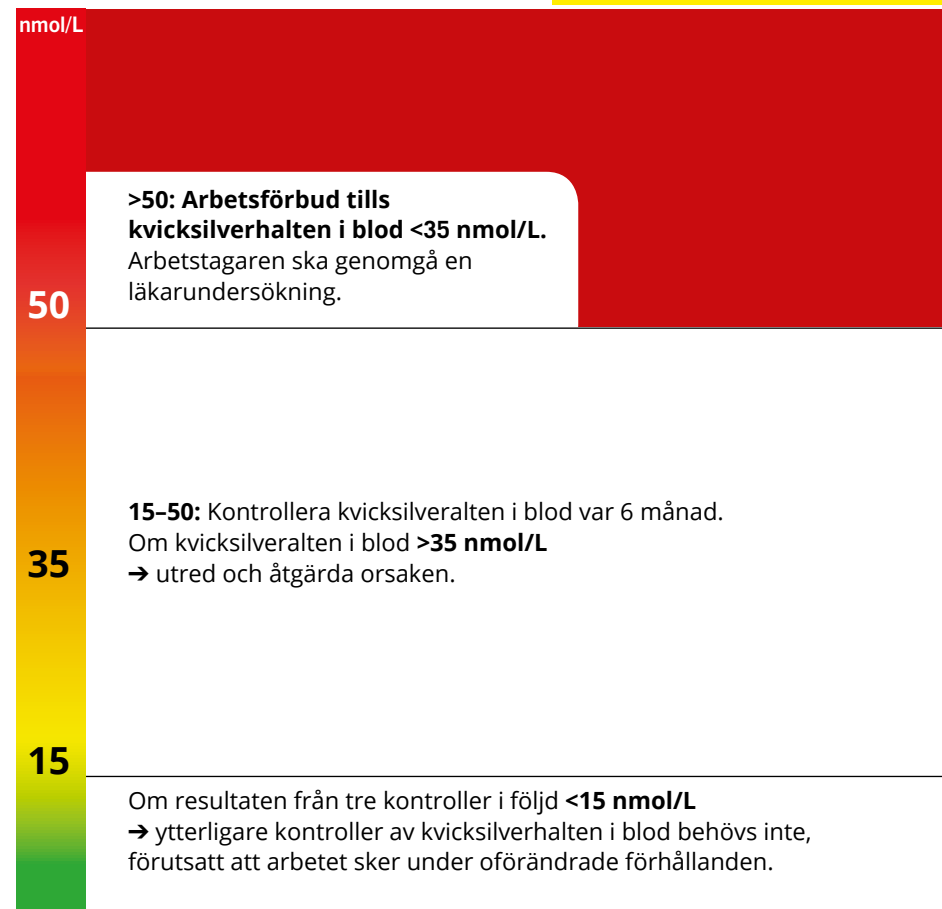 nmol/L
>50: Arbetsförbud tills
kvicksilverhalten i blod <35 nmol/L.
Arbetstagaren ska genomgå en
läkarundersökning.
50
15–50: Kontrollera kvicksilveralten i blod var 6 månad.
Om kvicksilveralten i blod >35 nmol/L
➔ utred och åtgärda orsaken.
35
15
Om resultaten från tre kontroller i följd <15 nmol/L
➔ ytterligare kontroller av kvicksilverhalten i blod behövs inte,
förutsatt att arbetet sker under oförändrade förhållanden.